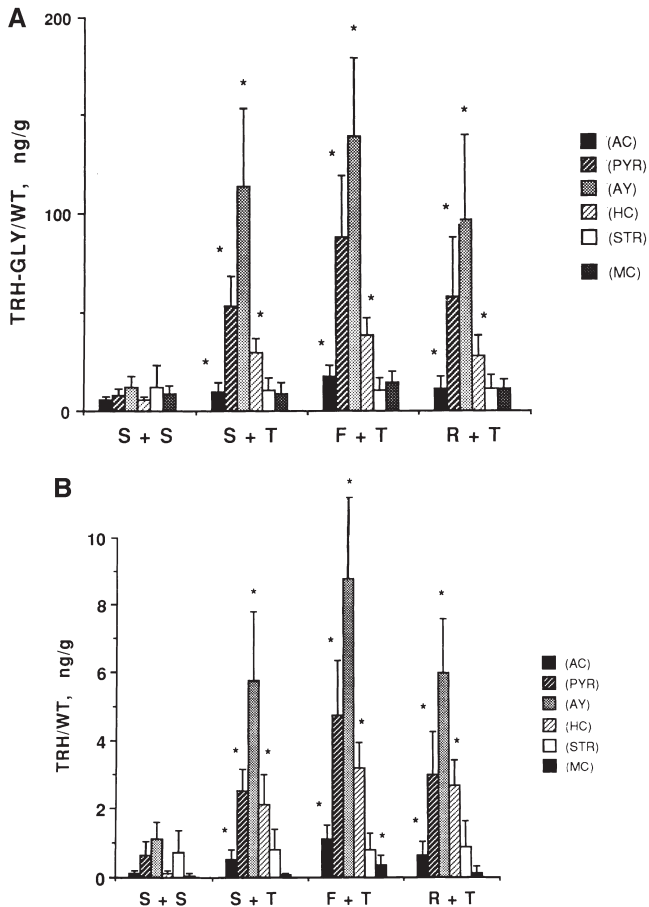 A
200
100
0
TRH-GLY/WT, ng/g
* * * * * * * * * * * *
S + S S + T F + T R + T
(AC)
(PYR)
(AY)
(HC)
(STR)
(MC)
B
10
8
6
4
2
0
TRH/WT, ng/g
* * * * * * * * * * * * *
S + S S + T F + T R + T
(AC)
(PYR)
(AY)
(HC)
(STR)
(MC)